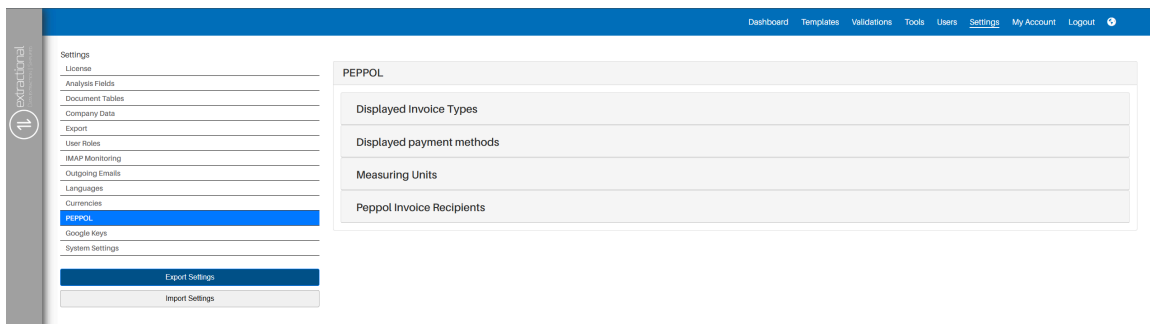 Dashboard Templates Validations Tools Users Settings My Account Logout
extractional
Settings
License
Analysis Fields
Document Tables
Company Data
Export
User Roles
IMAP Monitoring
Outgoing Emails
Languages
Currencies
PEPPOL
Google Keys
System Settings
Export Settings
Import Settings
PEPPOL
Displayed Invoice Types
Displayed payment methods
Measuring Units
Peppol Invoice Recipients